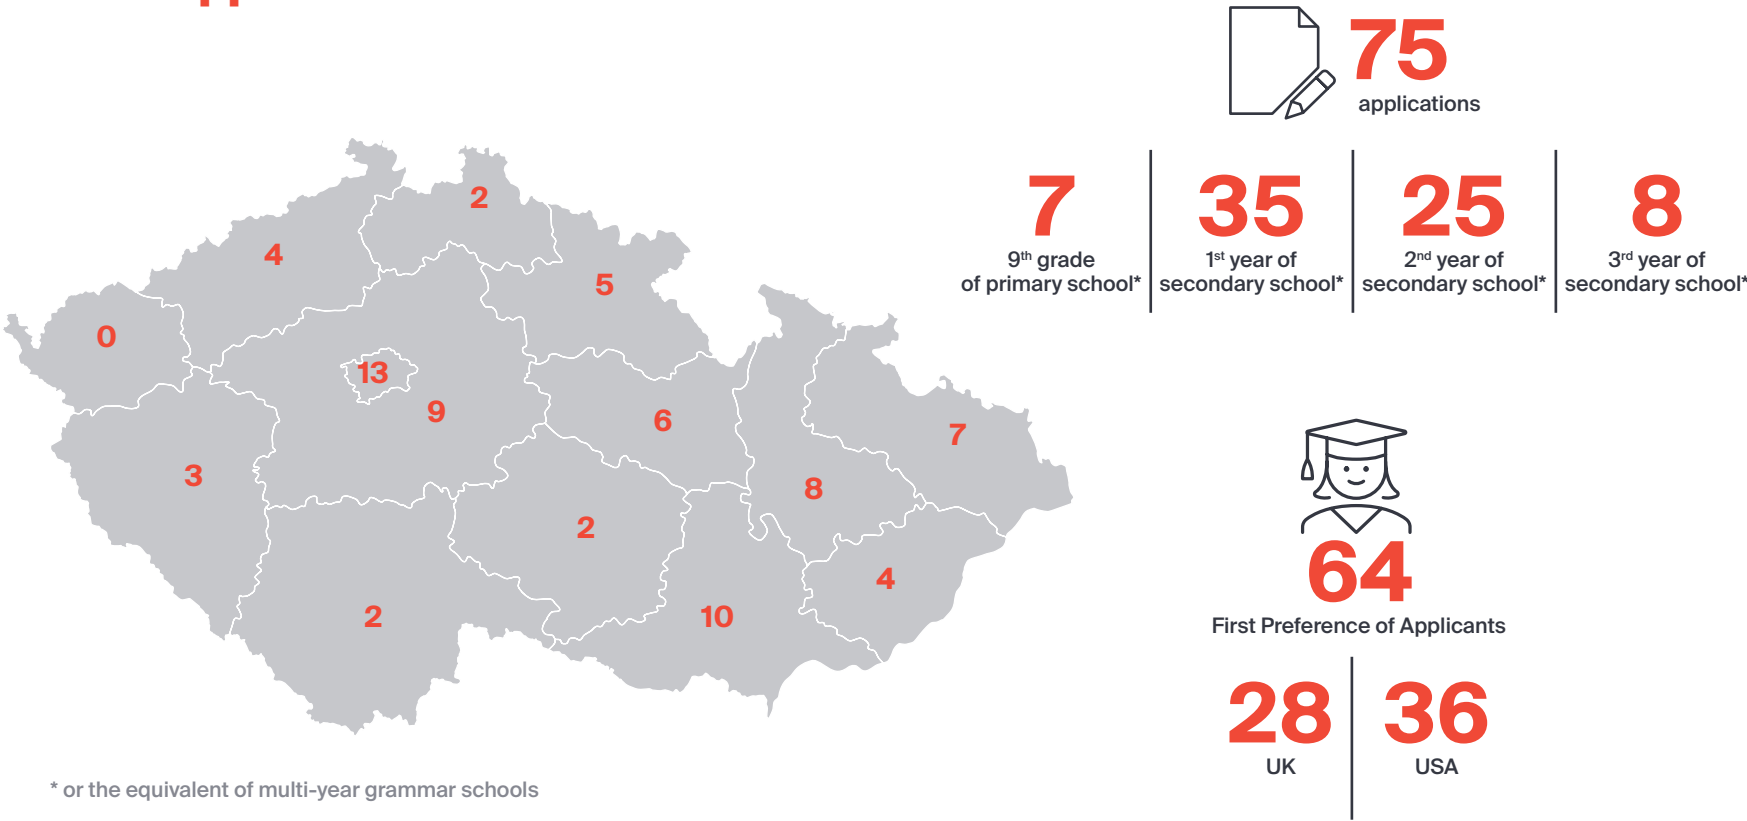 2
4
5
0
13
9
6
7
3
8
2
4
2
10
* or the equivalent of multi-year grammar schools
75
applications
7
9th grade
of primary school*
35
1st year of
secondary school*
25
2nd year of
secondary school*
8
3rd year of
secondary school*
64
First Preference of Applicants
28
UK
36
USA